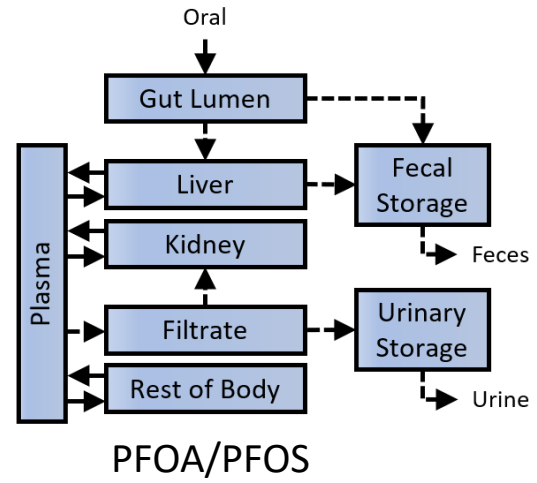 Oral
Gut Lumen
Liver
Fecal
Storage
Kidney
Feces
Plasma
Filtrate
Urinary
Storage
Rest of Body
Urine
PFOA/PFOS